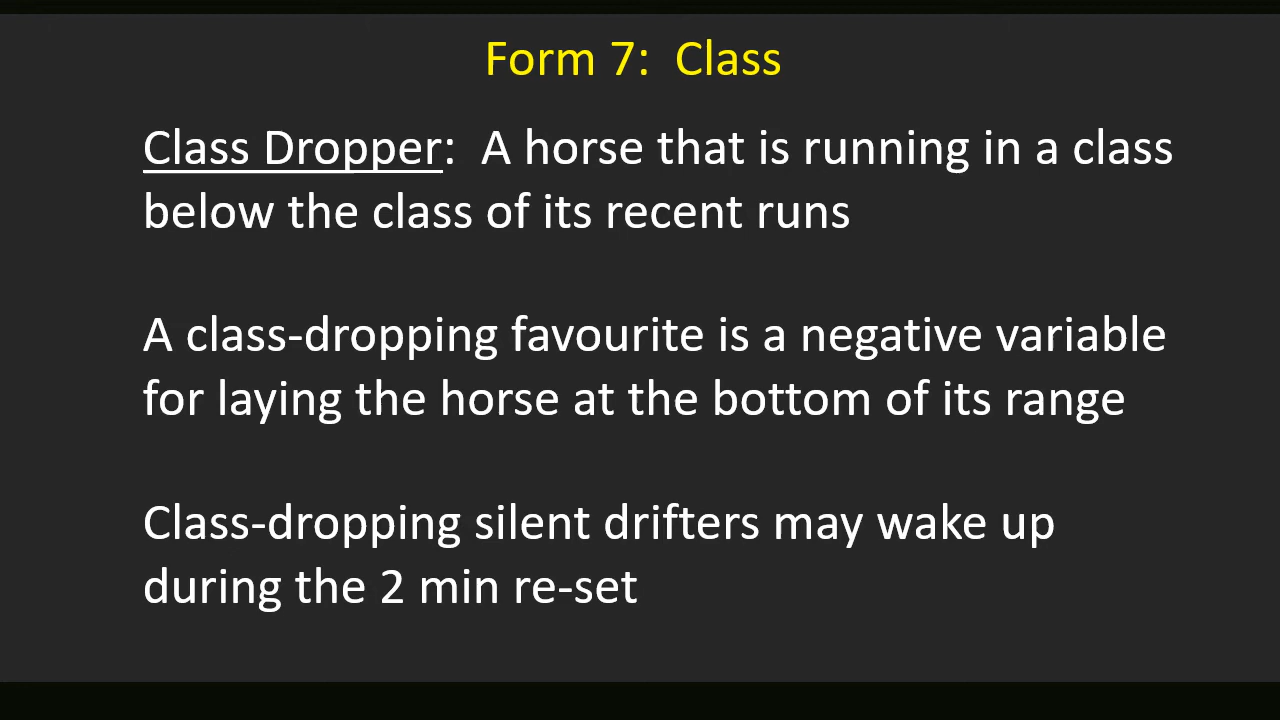 Form 7:  Class
Class Dropper:  A horse that is running in a class
below the class of its recent runs
A class-dropping favourite is a negative variable
for laying the horse at the bottom of its range
Class-dropping silent drifters may wake up
during the 2 min re-set